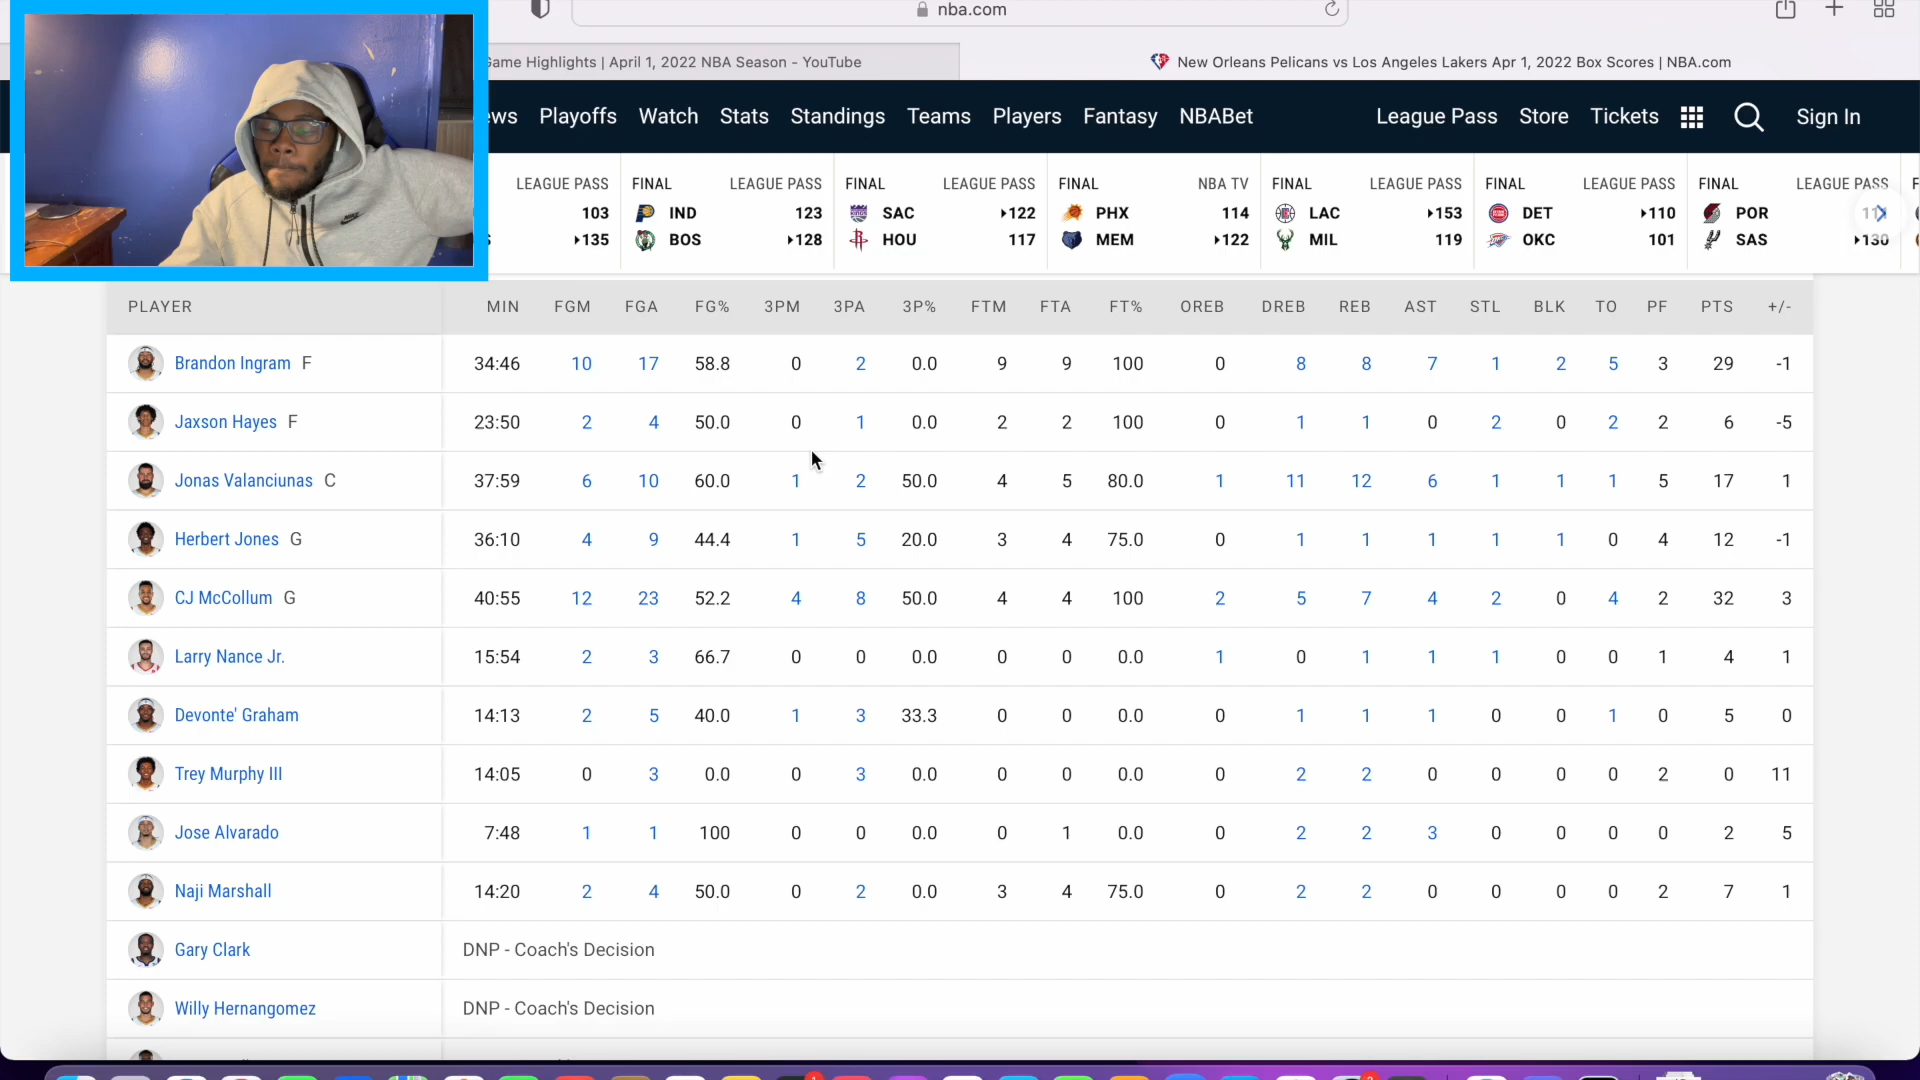 nba.com
Game Highlights | April 1, 2022 NBA Season - YouTube
New Orleans Pelicans vs Los Angeles Lakers Apr 1, 2022 Box Scores | NBA.com
ews Playoffs Watch Stats Standings Teams Players Fantasy NBABet League Pass Store Tickets Sign In
LEAGUE PASS FINAL LEAGUE PASS FINAL LEAGUE PASS FINAL NBA TV FINAL LEAGUE PASS FINAL LEAGUE PASS FINAL LEAGUE PASS
103 IND 123 SAC 122 PHX 114 LAC 153 DET 110 POR
S 135 BOS 128 HOU 117 MEM 122 MIL 119 OKC 101 SAS 130
PLAYER MIN FGM FGA FG% 3PM 3PA 3P% FTM FTA FT% OREB DREB REB AST STL BLK TO PF PTS +/-
Brandon Ingram F 34:46 10 17 58.8 0 2 0.0 9 9 100 0 8 8 7 1 2 5 3 29 -1
Jaxson Hayes F 23:50 2 4 50.0 0 1 0.0 2 2 100 0 1 1 0 2 0 2 2 6 -5
Jonas Valanciunas C 37:59 6 10 60.0 1 2 50.0 4 5 80.0 1 11 12 6 1 1 1 5 17 1
Herbert Jones G 36:10 4 9 44.4 1 5 20.0 3 4 75.0 0 1 1 1 1 1 0 4 12 -1
CJ McCollum G 40:55 12 23 52.2 4 8 50.0 4 4 100 2 5 7 4 2 0 4 2 32 3
Larry Nance Jr. 15:54 2 3 66.7 0 0 0.0 0 0 0.0 1 0 1 1 1 0 0 1 4 1
Devonte' Graham 14:13 2 5 40.0 1 3 33.3 0 0 0.0 0 1 1 1 0 0 1 0 5 0
Trey Murphy III 14:05 0 3 0.0 0 3 0.0 0 0 0.0 0 2 2 0 0 0 0 2 0 11
Jose Alvarado 7:48 1 1 100 0 0 0.0 0 1 0.0 0 2 2 3 0 0 0 0 2 5
Naji Marshall 14:20 2 4 50.0 0 2 0.0 3 4 75.0 0 2 2 0 0 0 0 2 7 1
Gary Clark DNP - Coach's Decision
Willy Hernangomez DNP - Coach's Decision